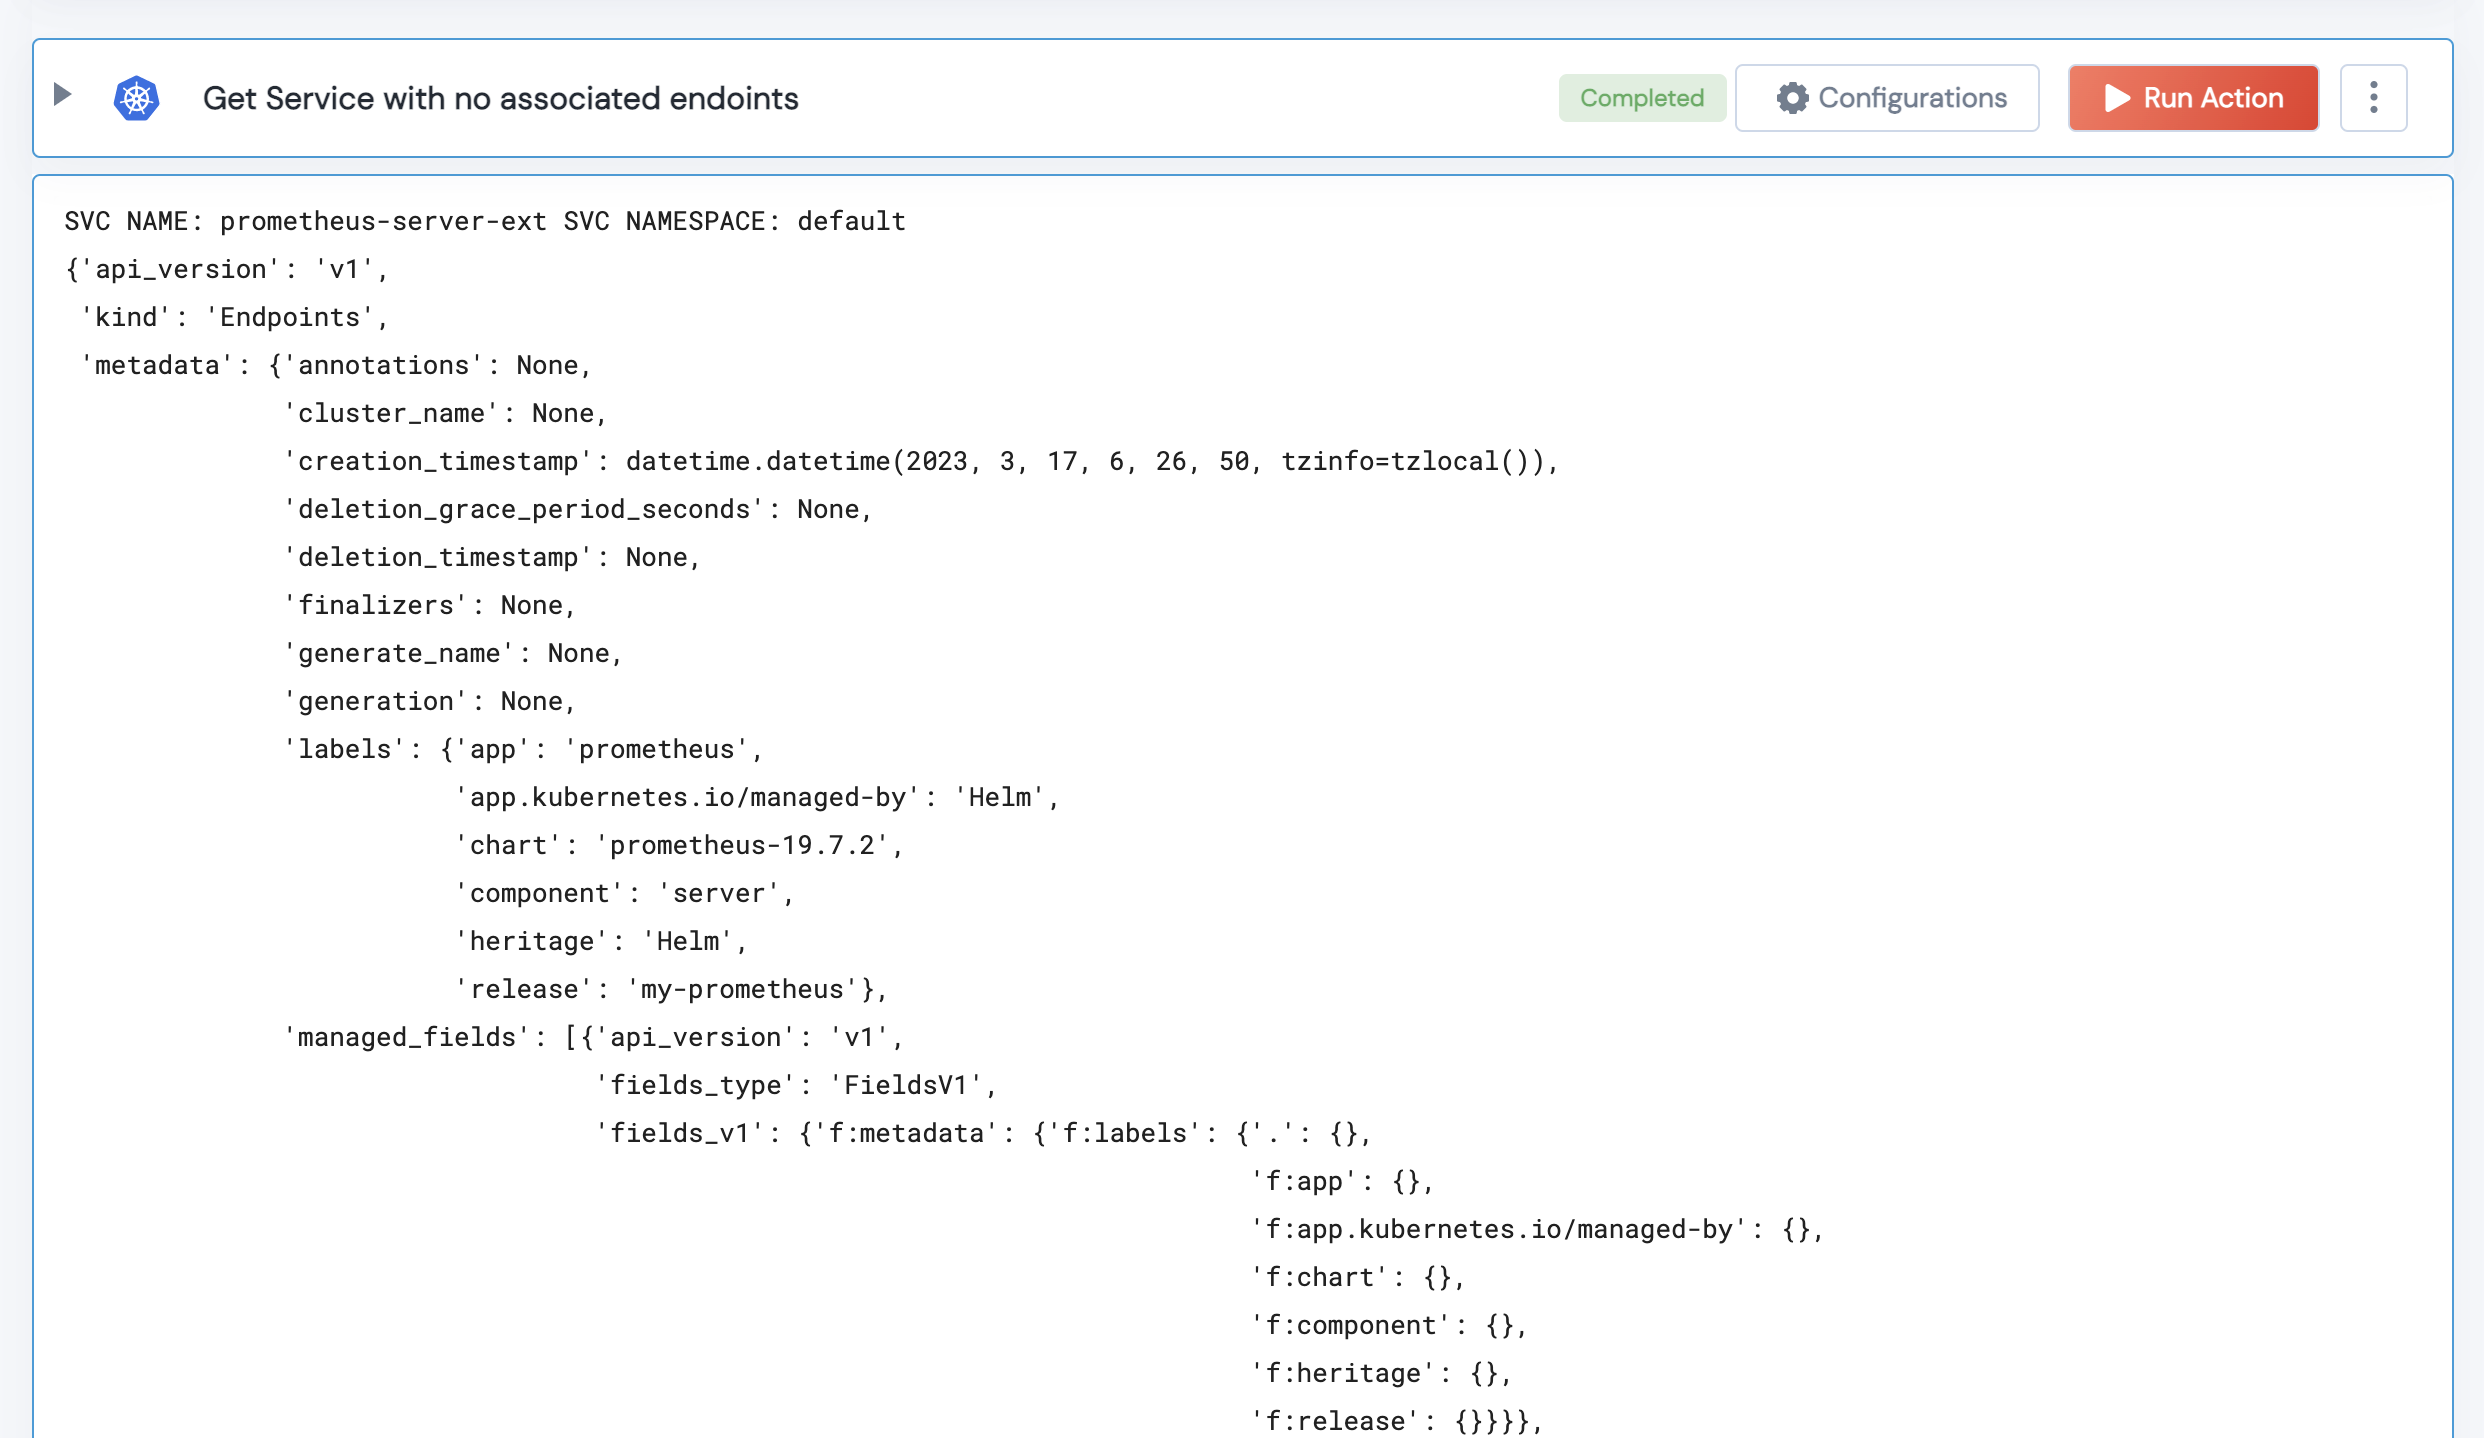 Get Service with no associated endoints
Completed
Configurations
Run Action
SVC NAME: prometheus-server-ext SVC NAMESPACE: default
{'api_version': 'v1',
 'kind': 'Endpoints',
 'metadata': {'annotations': None,
              'cluster_name': None,
              'creation_timestamp': datetime.datetime(2023, 3, 17, 6, 26, 50, tzinfo=tzlocal()),
              'deletion_grace_period_seconds': None,
              'deletion_timestamp': None,
              'finalizers': None,
              'generate_name': None,
              'generation': None,
              'labels': {'app': 'prometheus',
                         'app.kubernetes.io/managed-by': 'Helm',
                         'chart': 'prometheus-19.7.2',
                         'component': 'server',
                         'heritage': 'Helm',
                         'release': 'my-prometheus'},
              'managed_fields': [{'api_version': 'v1',
                                  'fields_type': 'FieldsV1',
                                  'fields_v1': {'f:metadata': {'f:labels': {'.': {},
                                                                            'f:app': {},
                                                                            'f:app.kubernetes.io/managed-by': {},
                                                                            'f:chart': {},
                                                                            'f:component': {},
                                                                            'f:heritage': {},
                                                                            'f:release': {}}}},